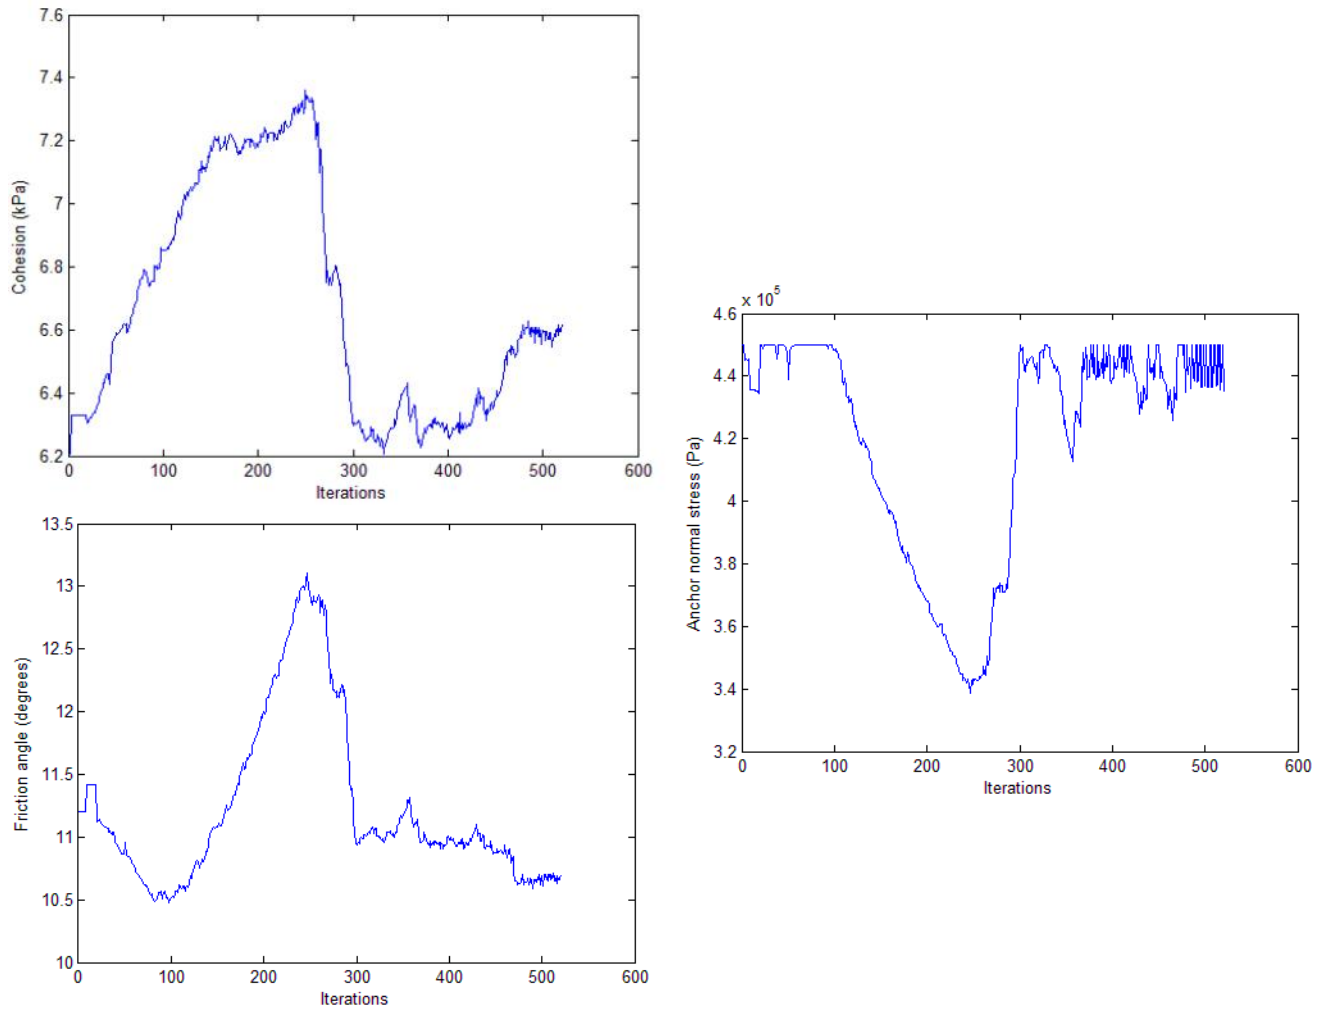 7.6
7.4
7.2
7
6.8
6.6
6.4
6.2
Cohesion (kPa)
0 100 200 300 400 500 600
Iterations
13.5
13
12.5
12
11.5
11
10.5
10
Friction angle (degrees)
0 100 200 300 400 500 600
Iterations
x 10^5
4.6
4.4
4.2
4
3.8
3.6
3.4
3.2
Anchor normal stress (Pa)
0 100 200 300 400 500 600
Iterations